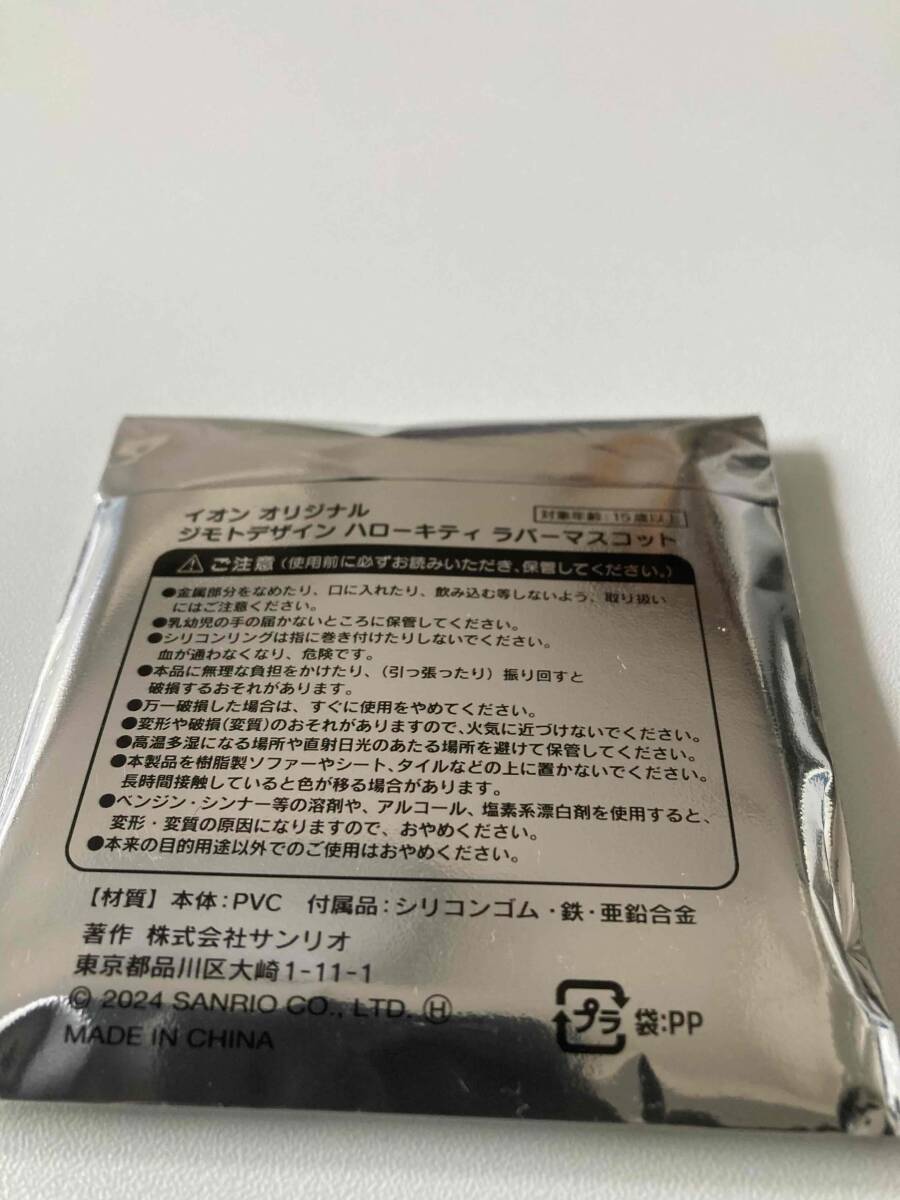 イオン オリジナル
対象年齢:15歳以上
ジモトデザイン ハローキティ ラバーマスコット
⚠ご注意(使用前に必ずお読みいただき、保管してください。)
●金属部分をなめたり、口に入れたり、飲み込む等しないよう、取り扱い
にはご注意ください。
●乳幼児の手の届かないところに保管してください。
●シリコンリングは指に巻き付けたりしないでください。
血が通わなくなり、危険です。
●本品に無理な負担をかけたり、(引っ張ったり)振り回すと
破損するおそれがあります。
●万一破損した場合は、すぐに使用をやめてください。
●変形や破損(変質)のおそれがありますので、火気に近づけないでください。
●高温多湿になる場所や直射日光のあたる場所を避けて保管してください。
●本製品を樹脂製ソファーやシート、タイルなどの上に置かないでください。
長時間接触していると色が移る場合があります。
●ベンジン・シンナー等の溶剤や、アルコール、塩素系漂白剤を使用すると、
変形・変質の原因になりますので、おやめください。
●本来の目的用途以外でのご使用はおやめください。
【材質】本体:PVC 付属品:シリコンゴム・鉄・亜鉛合金
著作 株式会社サンリオ
東京都品川区大崎1-11-1
© 2024 SANRIO CO., LTD. Ⓗ
MADE IN CHINA
プラ 袋:PP